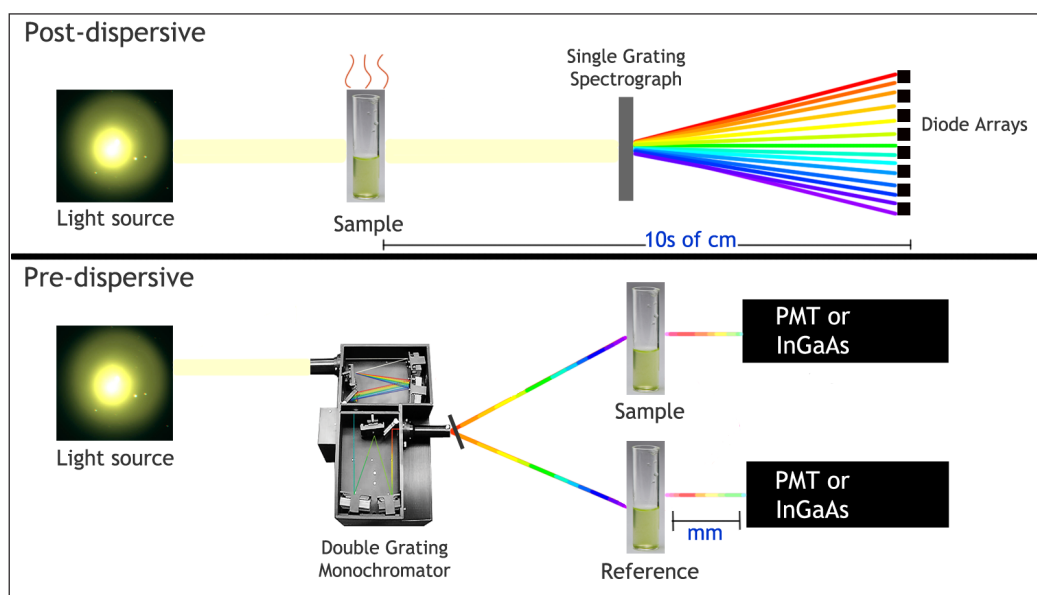 Post-dispersive
Single Grating
Spectrograph
Diode Arrays
Light source
Sample
10s of cm
Pre-dispersive
PMT or
InGaAs
Sample
Light source
PMT or
InGaAs
mm
Double Grating
Monochromator
Reference